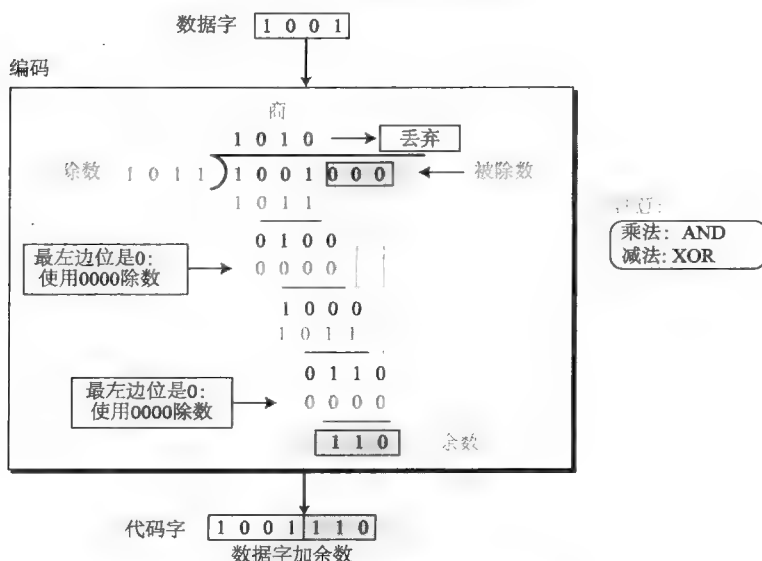 数据字 1 0 0 1
编码
商
1 0 1 0 丢弃
除数 1 0 1 1 1 0 0 1 0 0 0 被除数
1 0 1 1
0 1 0 0
最左边位是0:
使用0000除数
0 0 0 0
1 0 0 0
1 0 1 1
0 1 1 0
最左边位是0:
使用0000除数
0 0 0 0
1 1 0 余数
乘法: AND
减法: XOR
代码字 1 0 0 1 1 1 0
数据字加余数